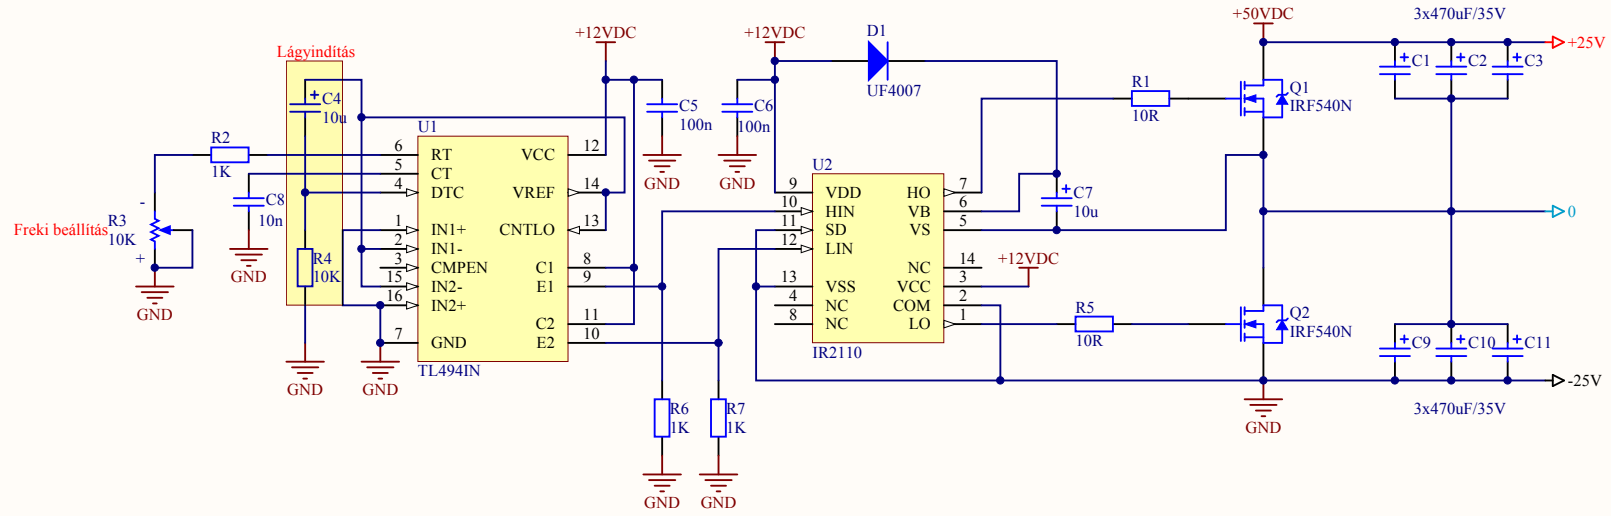 +50VDC
3x470uF/35V
D1
+12VDC
+12VDC
+25V
Lágyindítás
C1
C2
C3
R1
Q1
UF4007
IRF540N
C4
10u
C5
100n
C6
100n
10R
U1
R2
1K
6
RT
VCC
12
5
CT
4
DTC
VREF
14
U2
9
VDD
HO
7
C8
10n
10
HIN
VB
6
C7
10u
0
Freki beállítás
-
R3
10K
+
1
IN1+
CNTLO
13
11
SD
VS
5
2
IN1-
12
LIN
GND
GND
GND
3
CMPEN
C1
8
NC
14
+12VDC
R4
10K
15
IN2-
E1
9
13
VSS
VCC
3
16
IN2+
4
NC
COM
2
R5
Q2
IRF540N
GND
C2
11
8
NC
LO
1
10R
7
GND
E2
10
C9
C10
C11
IR2110
TL494IN
GND
GND
-25V
R6
1K
R7
1K
3x470uF/35V
GND
GND
GND